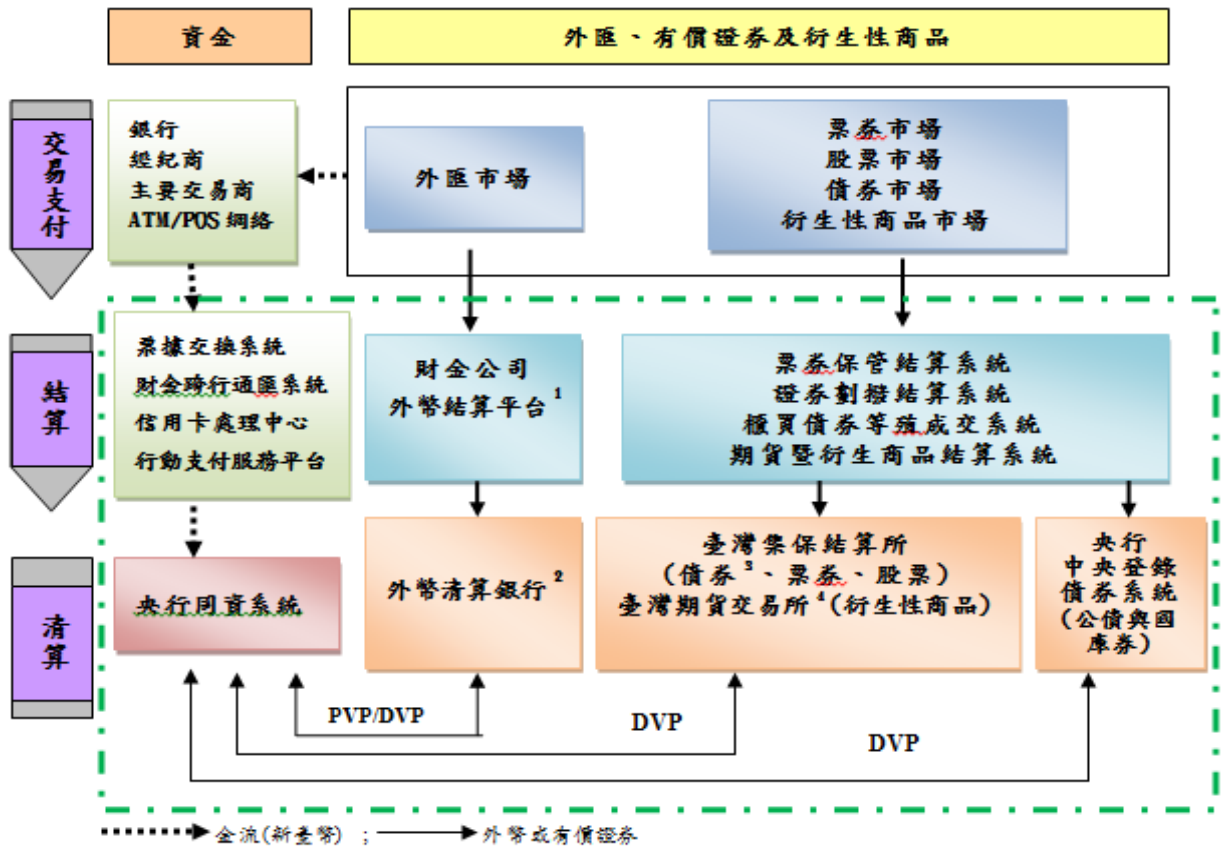 資金
外匯、有價證券及衍生性商品
交易支付
銀行
經紀商
主要交易商
ATM/POS 網絡
外匯市場
票券市場
股票市場
債券市場
衍生性商品市場
結算
票據交換系統
財金跨行通匯系統
信用卡處理中心
行動支付服務平台
財金公司
外幣結算平台1
票券保管結算系統
證券劃撥結算系統
櫃買債券等殖成交系統
期貨暨衍生商品結算系統
清算
央行同資系統
外幣清算銀行2
臺灣集保結算所
(債券3、票券、股票)
臺灣期貨交易所4(衍生性商品)
央行
中央登錄
債券系統
(公債與國
庫券)
PVP/DVP
DVP
DVP
金流(新臺幣) ;
外幣或有價證券